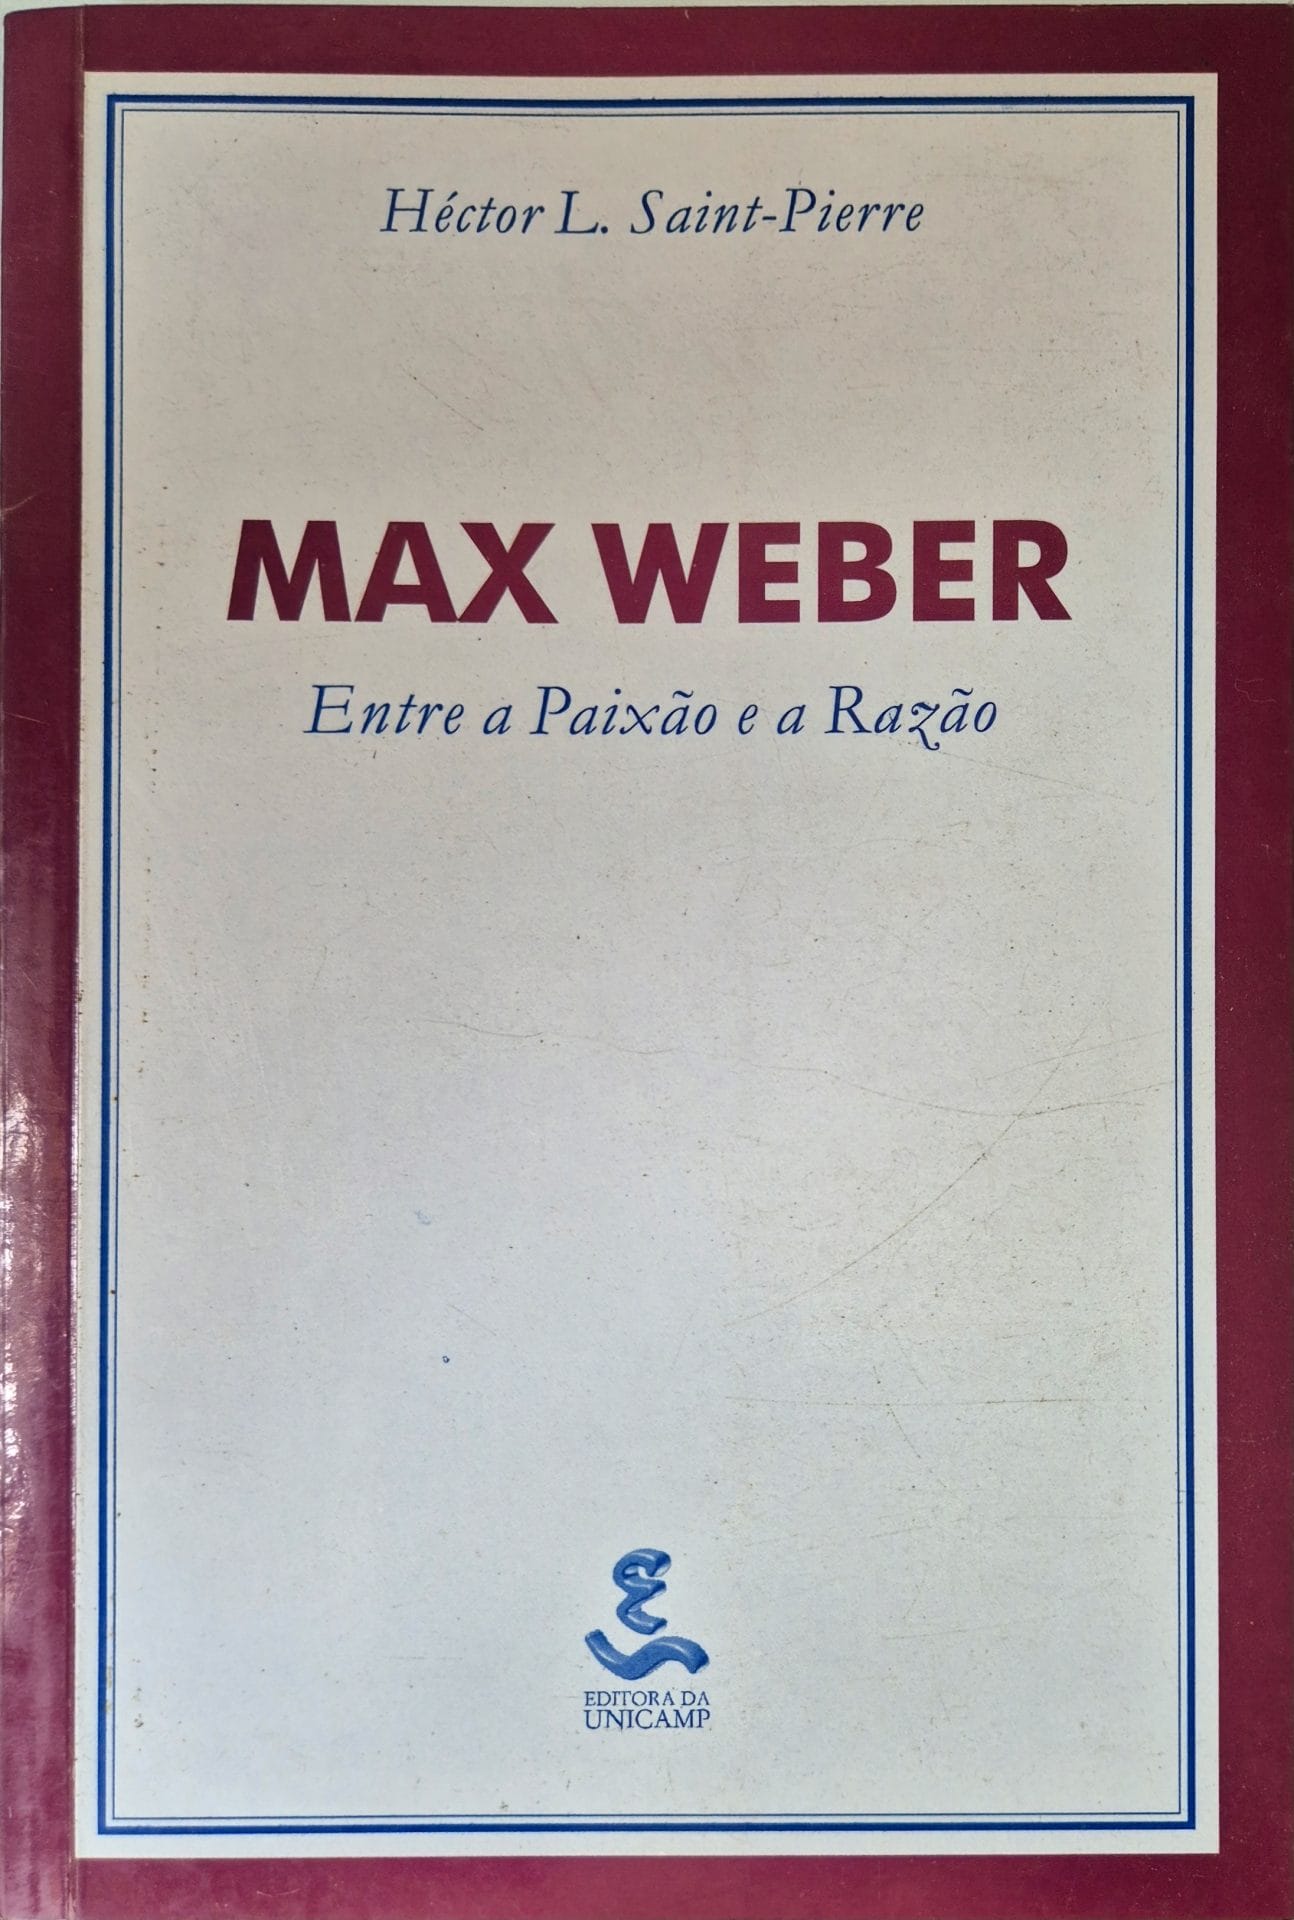 Héctor L. Saint-Pierre
MAX WEBER
Entre a Paixão e a Razão
EDITORA DA
UNICAMP